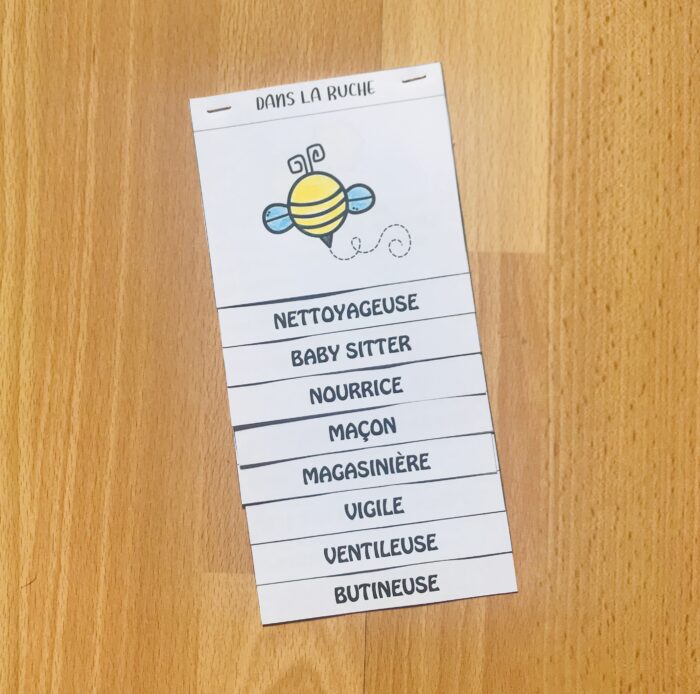 DANS LA RUCHE
NETTOYAGEUSE
BABY SITTER
NOURRICE
MAÇON
MAGASINIÈRE
VIGILE
VENTILEUSE
BUTINEUSE